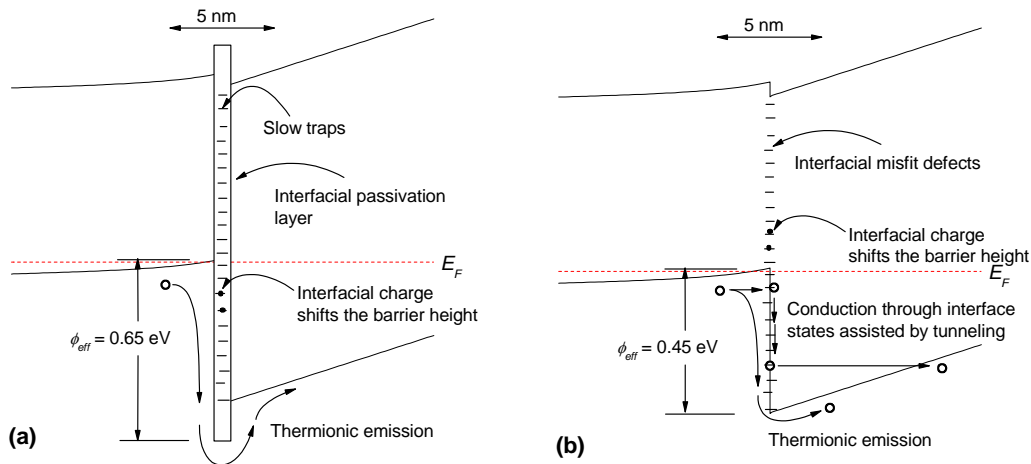 5 nm
Slow traps
Interfacial passivation
layer
E_F
Interfacial charge
shifts the barrier height
ϕ_eff = 0.65 eV
Thermionic emission
(a)
5 nm
Interfacial misfit defects
Interfacial charge
shifts the barrier height
E_F
Conduction through interface
states assisted by tunneling
ϕ_eff = 0.45 eV
Thermionic emission
(b)